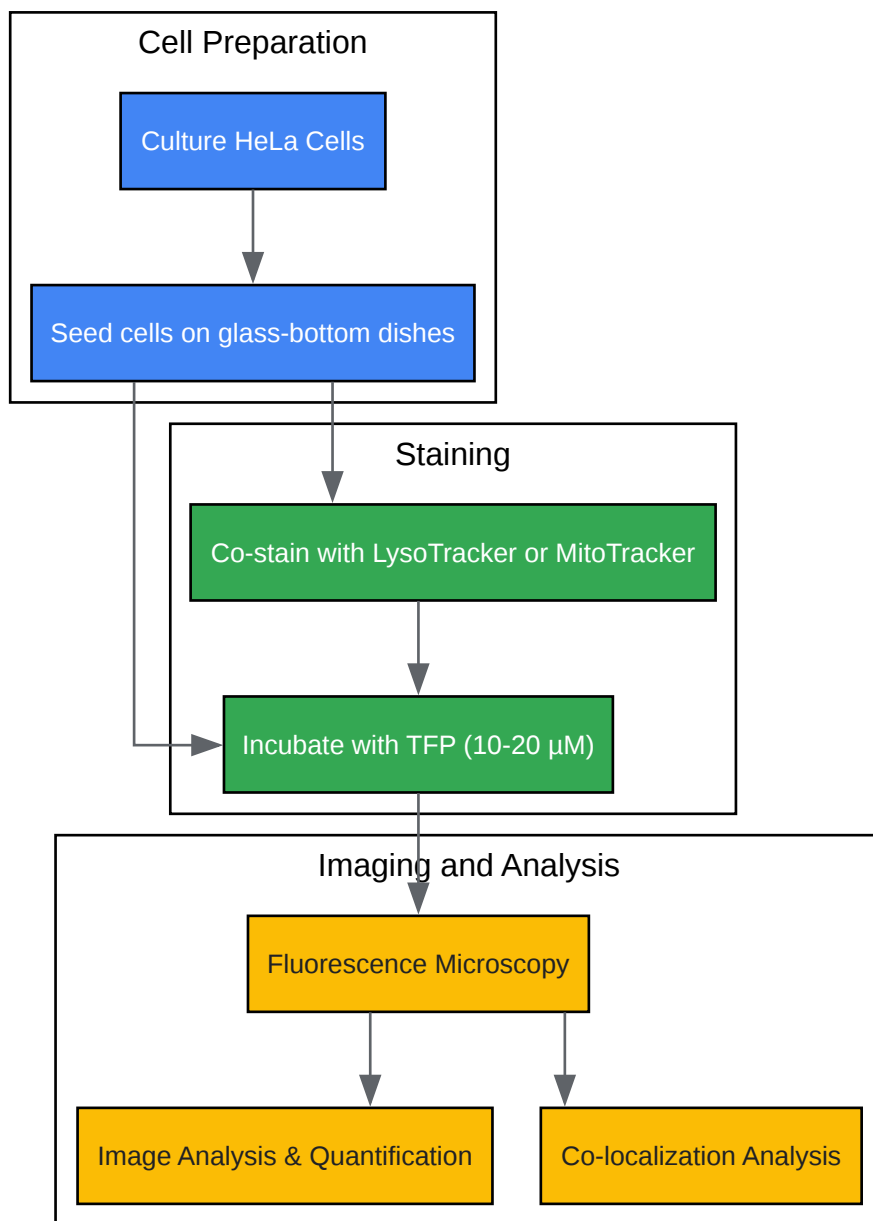 Cell Preparation
Culture HeLa Cells
Seed cells on glass-bottom dishes
Staining
Co-stain with LysoTracker or MitoTracker
Incubate with TFP (10-20 µM)
Imaging and Analysis
Fluorescence Microscopy
Image Analysis & Quantification
Co-localization Analysis